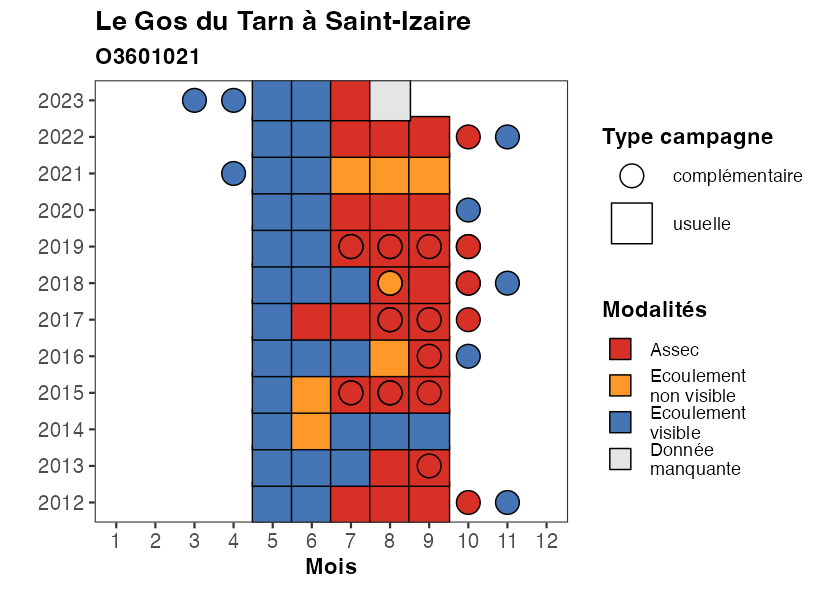 Le Gos du Tarn à Saint-Izaire
O3601021
2023
2022
2021
2020
2019
2018
2017
2016
2015
2014
2013
2012
1 2 3 4 5 6 7 8 9 10 11 12
Mois
Type campagne
complémentaire
usuelle
Modalités
Assec
Ecoulement
non visible
Ecoulement
visible
Donnée
manquante